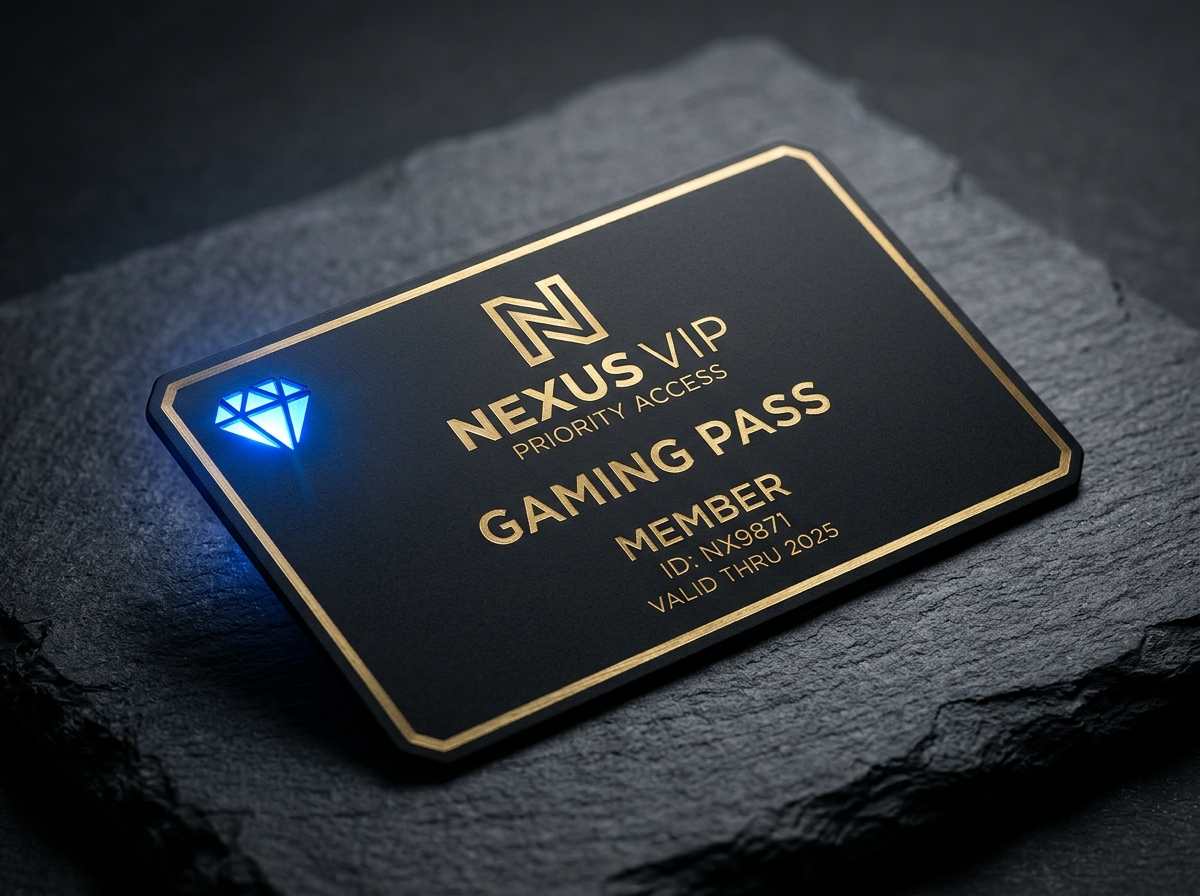 N
NEXUS VIP
PRIORITY ACCESS
GAMING PASS
MEMBER
ID: NX9871
VALID THRU 2025